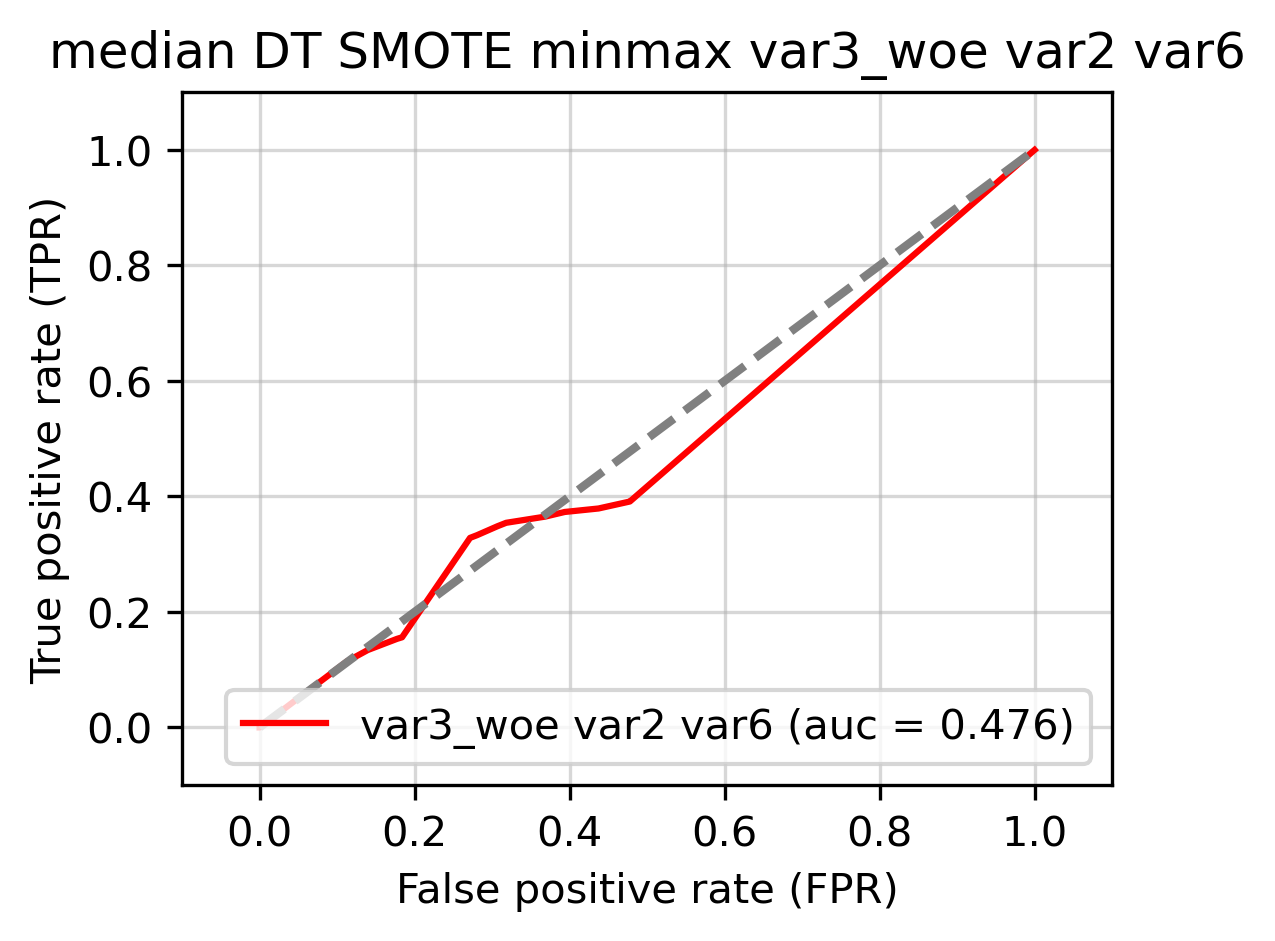 median DT SMOTE minmax var3_woe var2 var6
True positive rate (TPR)
1.0
0.8
0.6
0.4
0.2
0.0
var3_woe var2 var6 (auc = 0.476)
0.0 0.2 0.4 0.6 0.8 1.0
False positive rate (FPR)